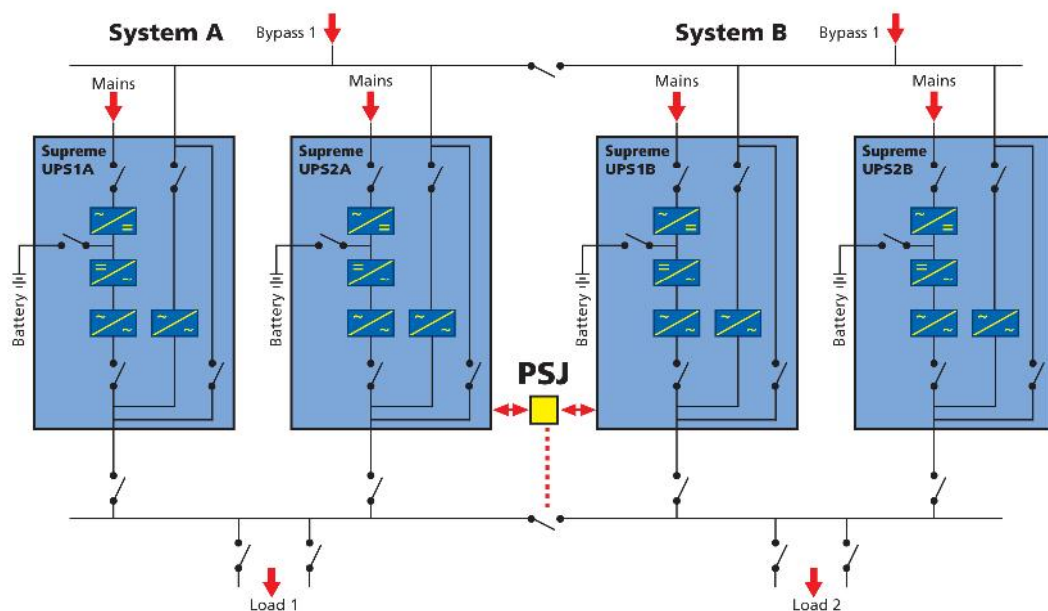 System A
Bypass 1
System B
Bypass 1
Mains
Mains
Mains
Mains
Supreme
UPS1A
Supreme
UPS2A
Supreme
UPS1B
Supreme
UPS2B
Battery
Battery
Battery
Battery
PSJ
Load 1
Load 2